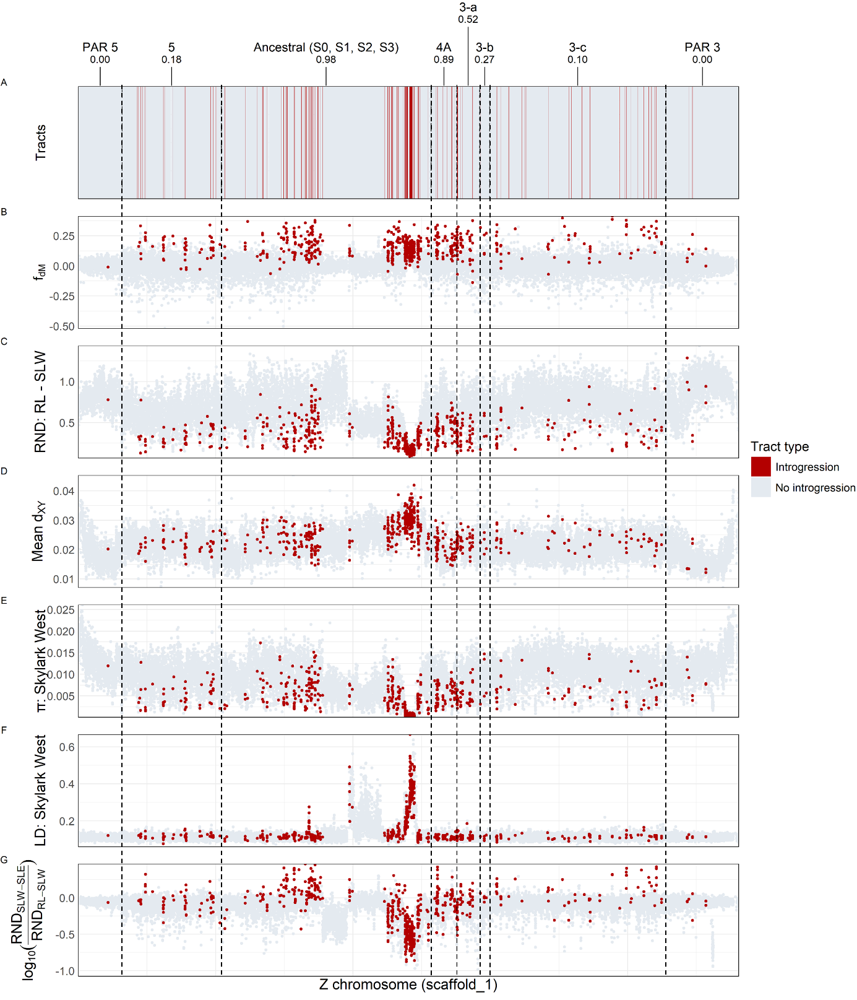 3-a
0.52
PAR 5 5 Ancestral (S0, S1, S2, S3) 4A 3-b 3-c PAR 3
0.00 0.18 0.98 0.89 0.27 0.10 0.00
A
Tracts
B
fdM
0.25
0.00
-0.25
-0.50
C
RND: RL - SLW
1.0
0.5
D
Mean dXY
0.04
0.03
0.02
0.01
E
π: Skylark West
0.025
0.020
0.015
0.010
0.005
F
LD: Skylark West
0.6
0.4
0.2
G
log10(RNDSLW−SLE / RNDRL−SLW)
0.0
-0.5
-1.0
Z chromosome (scaffold_1)
Tract type
Introgression
No introgression